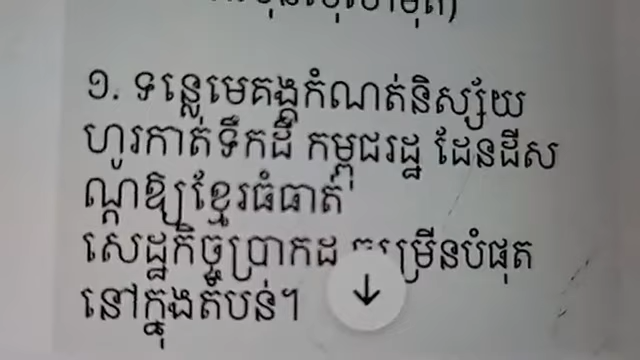 ១. ទន្លេមេគង្គកំណត់និស្ស័យ
ហូរកាត់ទឹកដី កម្ពុជរដ្ឋ ដែនដីស
ណ្ដឱ្យខ្មែរធំធាត់
សេដ្ឋកិច្ចប្រាកដ ចម្រើនបំផុត
នៅក្នុងតំបន់។